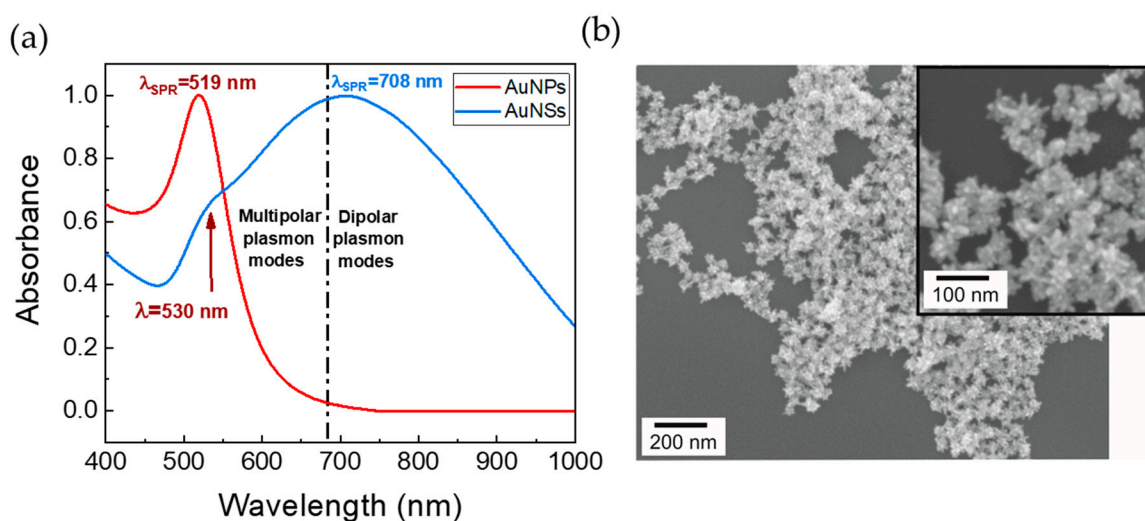 (a)
λSPR=519 nm
λSPR=708 nm
AuNPs
AuNSs
1.0
0.8
0.6
0.4
0.2
0.0
Absorbance
Multipolar
plasmon
modes
Dipolar
plasmon
modes
λ=530 nm
400
500
600
700
800
900
1000
Wavelength (nm)
(b)
100 nm
200 nm